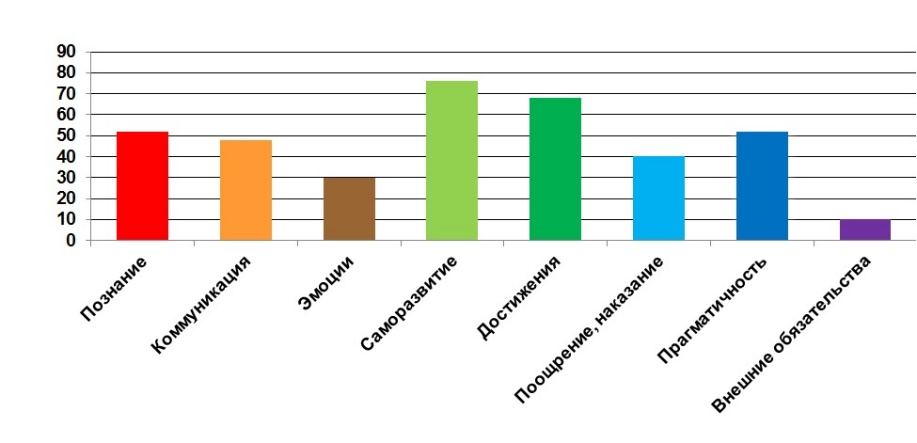 90
80
70
60
50
40
30
20
10
0
Познание
Коммуникация
Эмоции
Саморазвитие
Достижения
Поощрение, наказание
Прагматичность
Внешние обязательства